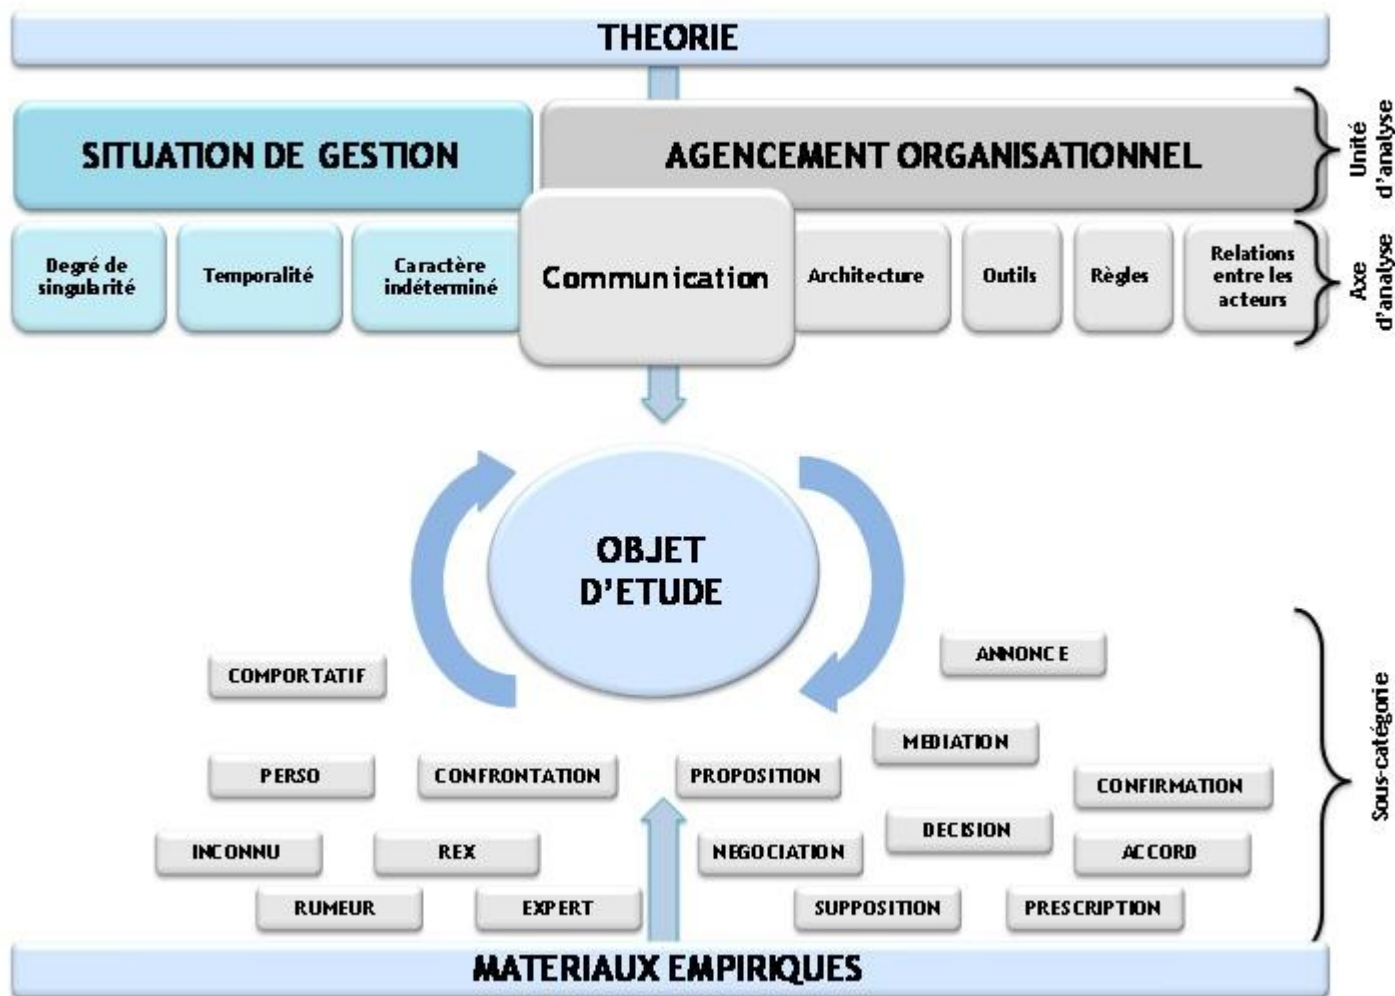 THEORIE
SITUATION DE GESTION
AGENCEMENT ORGANISATIONNEL
Unité
d'analyse
Degré de
singularité
Temporalité
Caractère
indéterminé
Communication
Architecture
Outils
Règles
Relations
entre les
acteurs
Axe
d'analyse
OBJET
D'ETUDE
COMPORTATIF
ANNONCE
MEDIATION
PERSO
CONFRONTATION
PROPOSITION
CONFIRMATION
INCONNU
REX
NEGOCIATION
DECISION
ACCORD
RUMEUR
EXPERT
SUPPOSITION
PRESCRIPTION
Sous-catégorie
MATERIAUX EMPIRIQUES